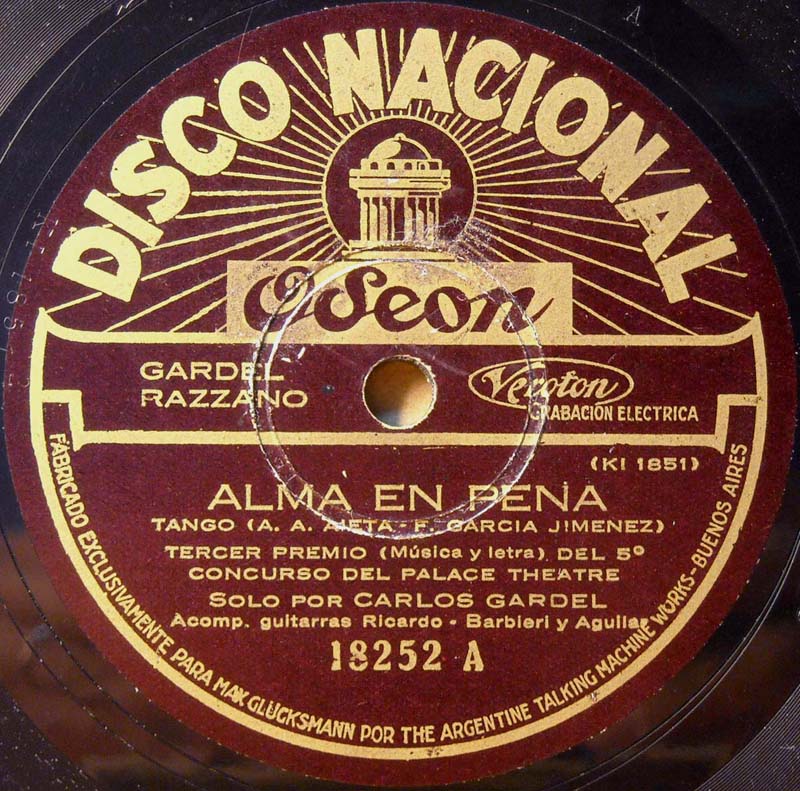 DISCO NACIONAL
Odeon
GARDEL
RAZZANO
Veroton
GRABACION ELECTRICA
(KI 1851)
ALMA EN PENA
TANGO (A. A. AIETA - F. GARCIA JIMENEZ)
TERCER PREMIO (Música y letra) DEL 5º
CONCURSO DEL PALACE THEATRE
SOLO POR CARLOS GARDEL
Acomp. guitarras Ricardo - Barbieri y Aguilar
18252 A
FABRICADO EXCLUSIVAMENTE PARA MAX GLUCKSMANN POR THE ARGENTINE TALKING MACHINE WORKS - BUENOS AIRES
A